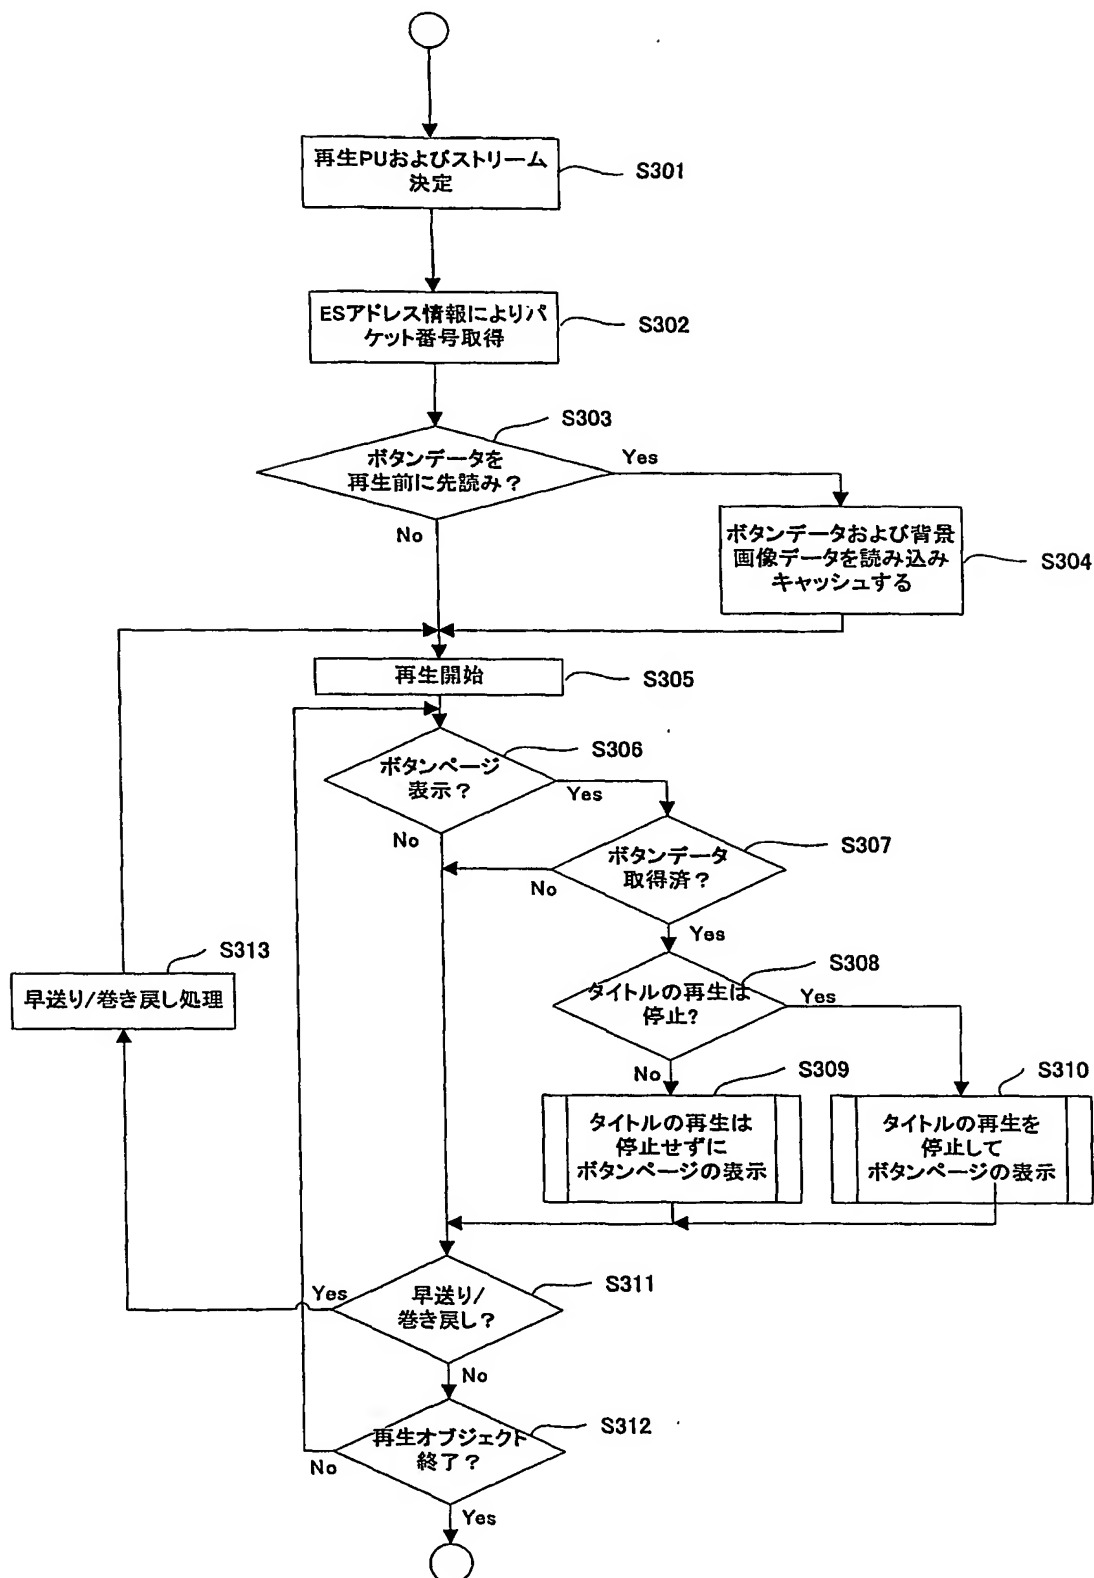 再生PUおよびストリーム
決定
S301
ESアドレス情報によりパ
ケット番号取得
S302
S303
ボタンデータを
再生前に先読み?
Yes
No
ボタンデータおよび背景
画像データを読み込み
キャッシュする
S304
再生開始
S305
S306
ボタンページ
表示?
Yes
No
S307
ボタンデータ
取得済?
No
Yes
S313
早送り/巻き戻し処理
S308
タイトルの再生は
停止?
Yes
No
S309
タイトルの再生は
停止せずに
ボタンページの表示
S310
タイトルの再生を
停止して
ボタンページの表示
Yes
早送り/
巻き戻し?
S311
No
S312
再生オブジェクト
終了?
No
Yes